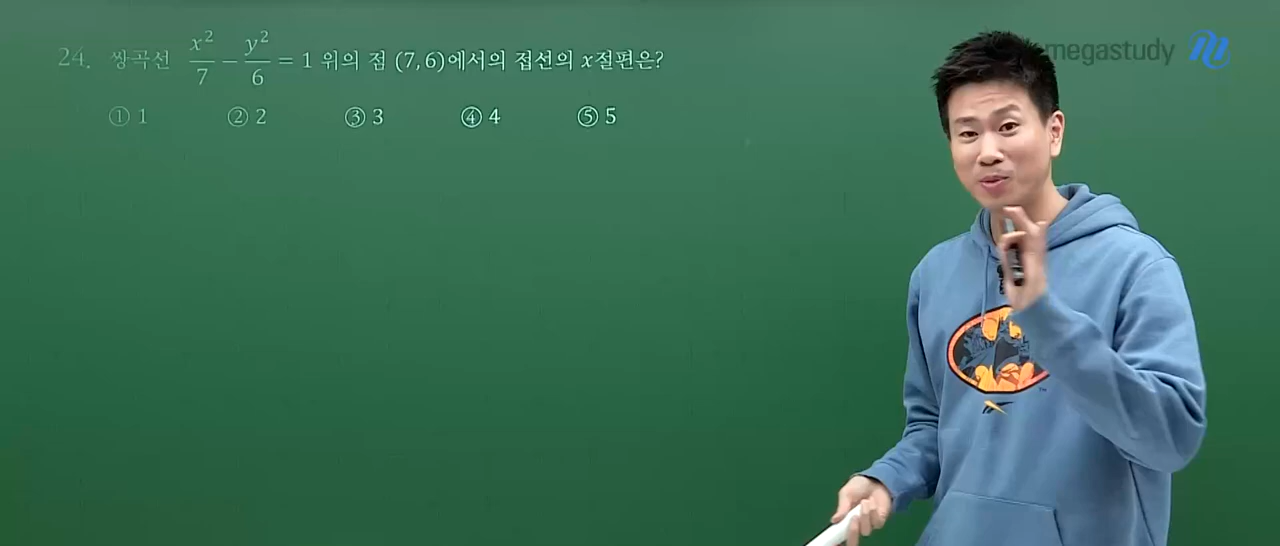 24. 쌍곡선 x²/7 − y²/6 = 1 위의 점 (7, 6)에서의 접선의 x절편은?
① 1 ② 2 ③ 3 ④ 4 ⑤ 5
megastudy